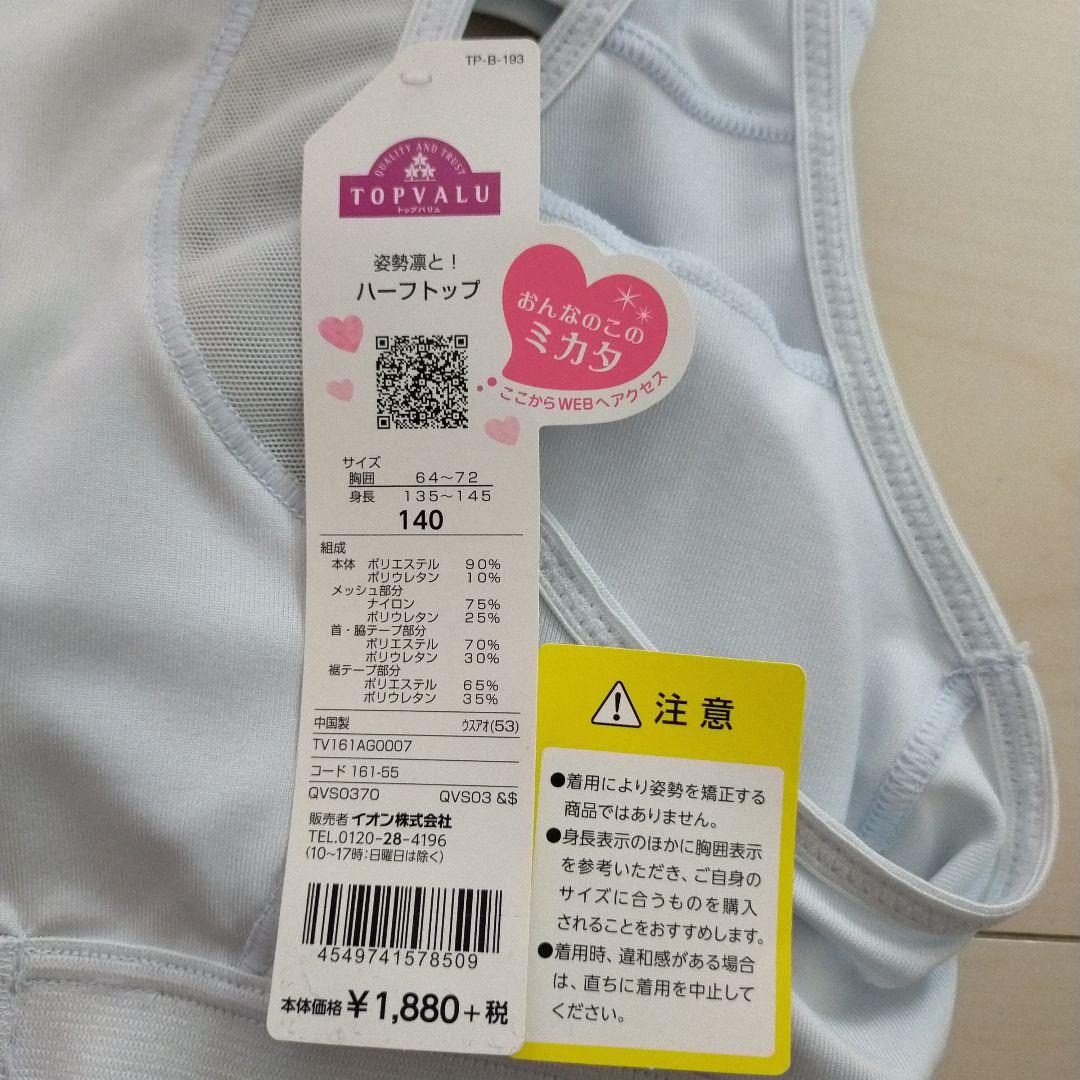 TP-B-193
QUALITY AND TRUST
TOPVALU
トップバリュ
姿勢凛と!
ハーフトップ
おんなのこの
ミカタ
ここからWEBへアクセス
サイズ
胸囲 64～72
身長 135～145
140
組成
本体 ポリエステル 90%
ポリウレタン 10%
メッシュ部分
ナイロン 75%
ポリウレタン 25%
首・脇テープ部分
ポリエステル 70%
ポリウレタン 30%
裾テープ部分
ポリエステル 65%
ポリウレタン 35%
中国製 ウスアオ(53)
TV161AG0007
コード 161-55
QVS0370 QVS03 &$
販売者 イオン株式会社
TEL.0120-28-4196
(10～17時:日曜日は除く)
4549741578509
本体価格 ¥1,880+税
注意
●着用により姿勢を矯正する
商品ではありません。
●身長表示のほかに胸囲表示
を参考いただき、ご自身の
サイズに合うものを購入
されることをおすすめします。
●着用時、違和感がある場合
は、直ちに着用を中止して
ください。